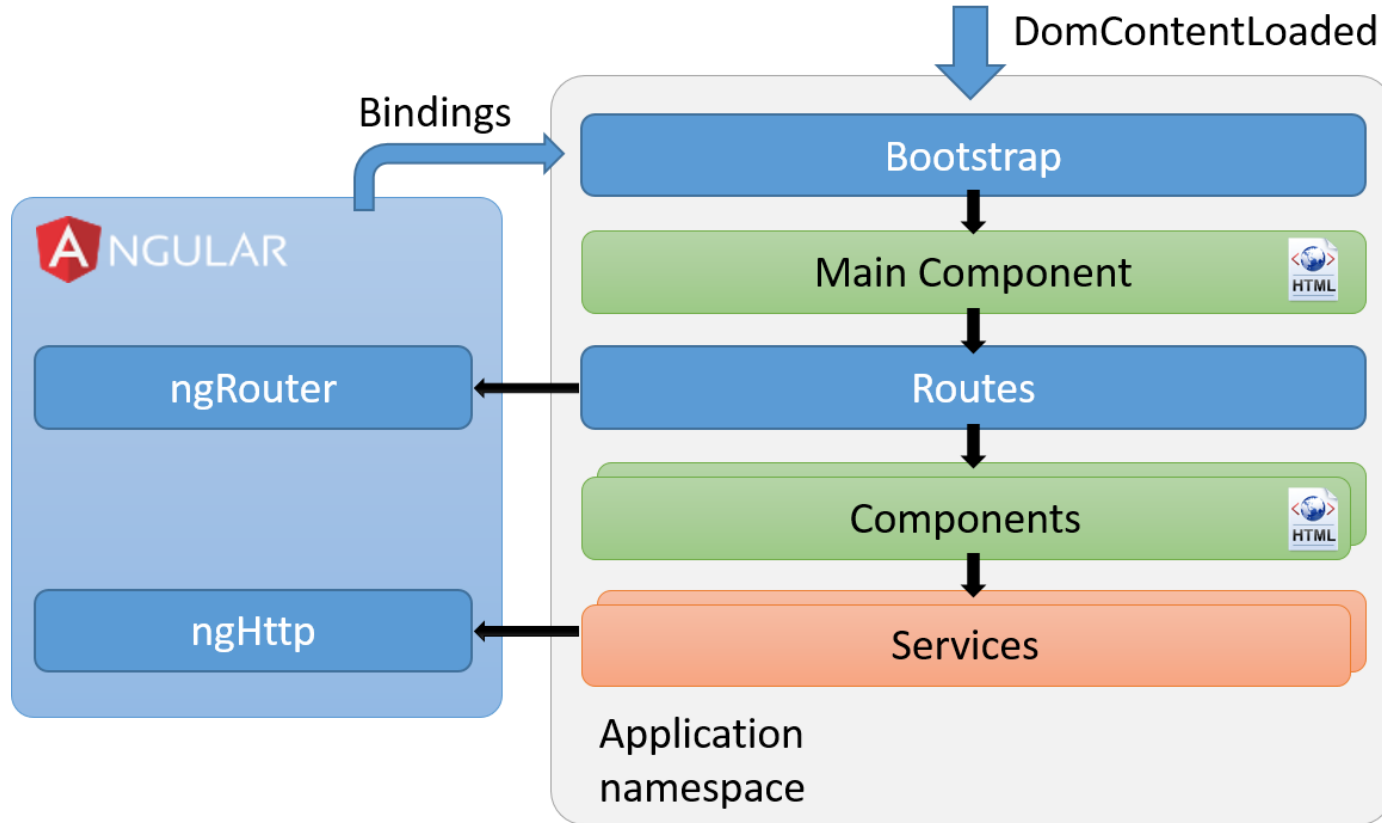 DomContentLoaded
Bindings
Bootstrap
ANGULAR
Main Component
HTML
ngRouter
Routes
Components
HTML
ngHttp
Services
Application
namespace